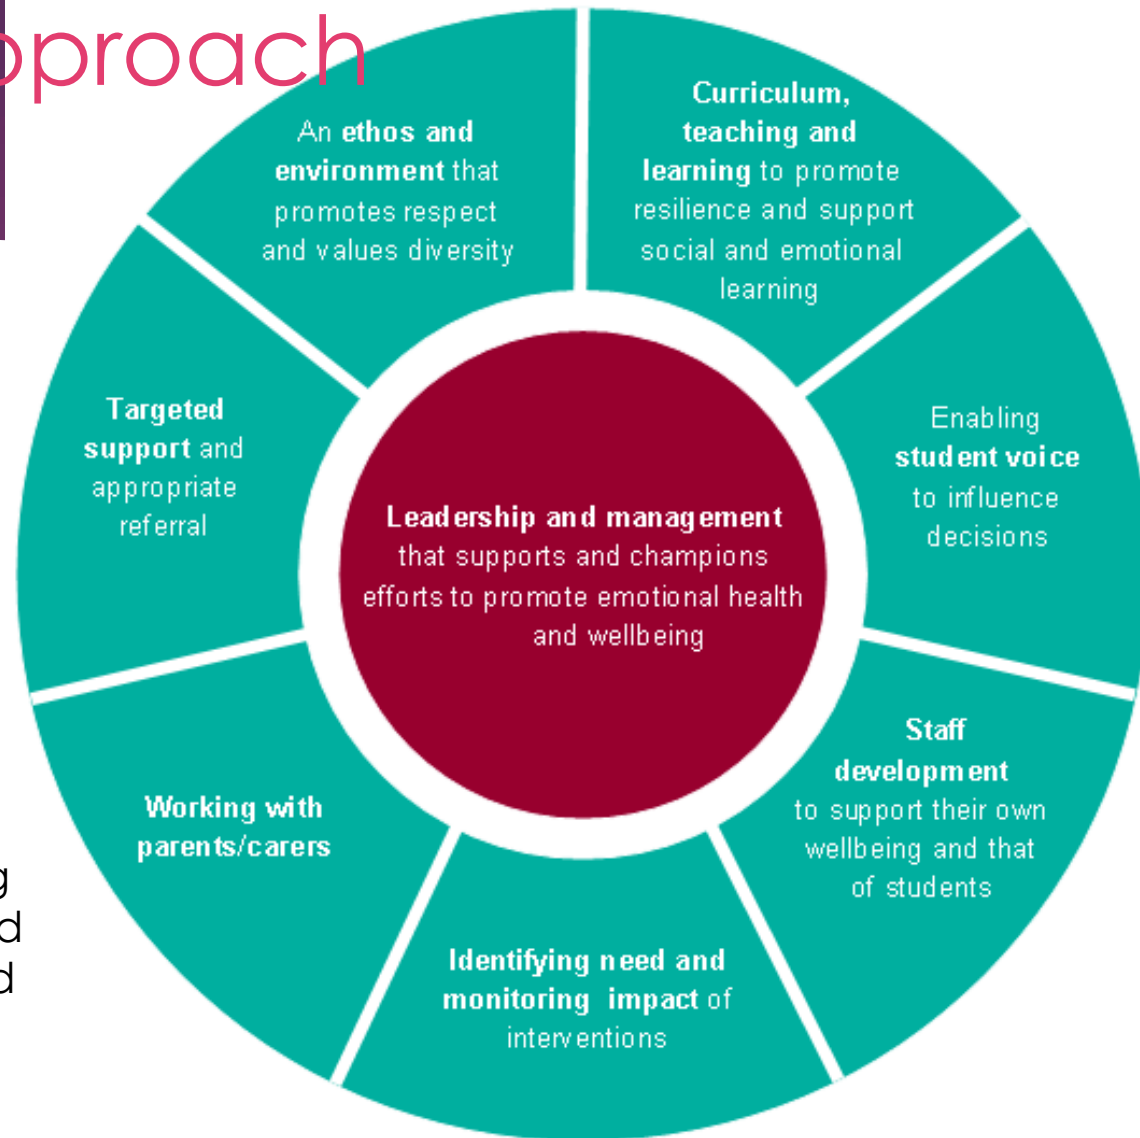 pproach
An ethos and
environment that
promotes respect
and values diversity
Curriculum,
teaching and
learning to promote
resilience and support
social and emotional
learning
Enabling
student voice
to influence
decisions
Staff
development
to support their own
wellbeing and that
of students
Identifying need and
monitoring impact of
interventions
Working with
parents/carers
Targeted
support and
appropriate
referral
Leadership and management
that supports and champions
efforts to promote emotional health
and wellbeing
g
d
d